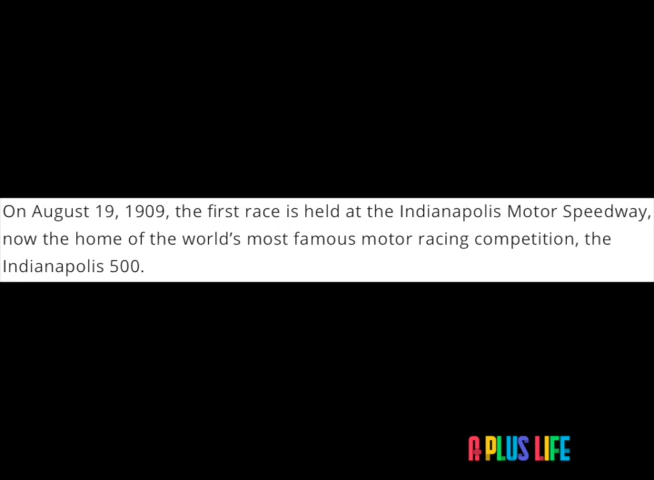 On August 19, 1909, the first race is held at the Indianapolis Motor Speedway,
now the home of the world’s most famous motor racing competition, the
Indianapolis 500.
A PLUS LIFE